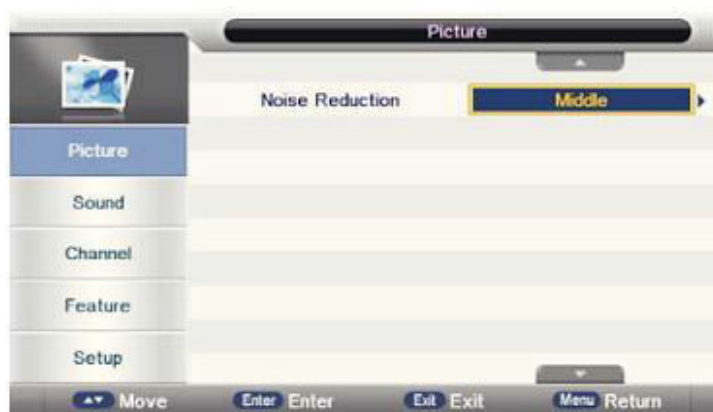 Picture
Noise Reduction Middle
Picture
Sound
Channel
Feature
Setup
Move Enter Enter Exit Exit Menu Return